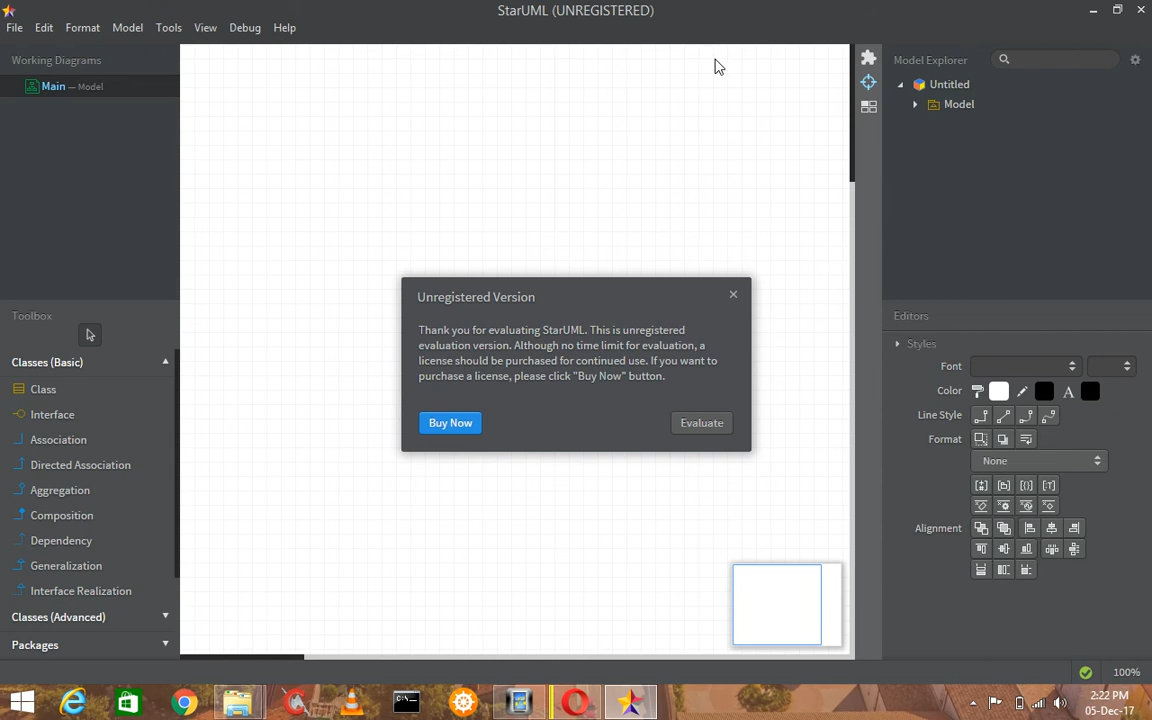 StarUML (UNREGISTERED)
File Edit Format Model Tools View Debug Help
Working Diagrams
Main — Model
Model Explorer
Untitled
Model
Unregistered Version
Thank you for evaluating StarUML. This is unregistered
evaluation version. Although no time limit for evaluation, a
license should be purchased for continued use. If you want to
purchase a license, please click "Buy Now" button.
Buy Now
Evaluate
Toolbox
Classes (Basic)
Class
Interface
Association
Directed Association
Aggregation
Composition
Dependency
Generalization
Interface Realization
Classes (Advanced)
Packages
Editors
Styles
Font
Color
Line Style
Format
None
Alignment
100%
2:22 PM
05-Dec-17